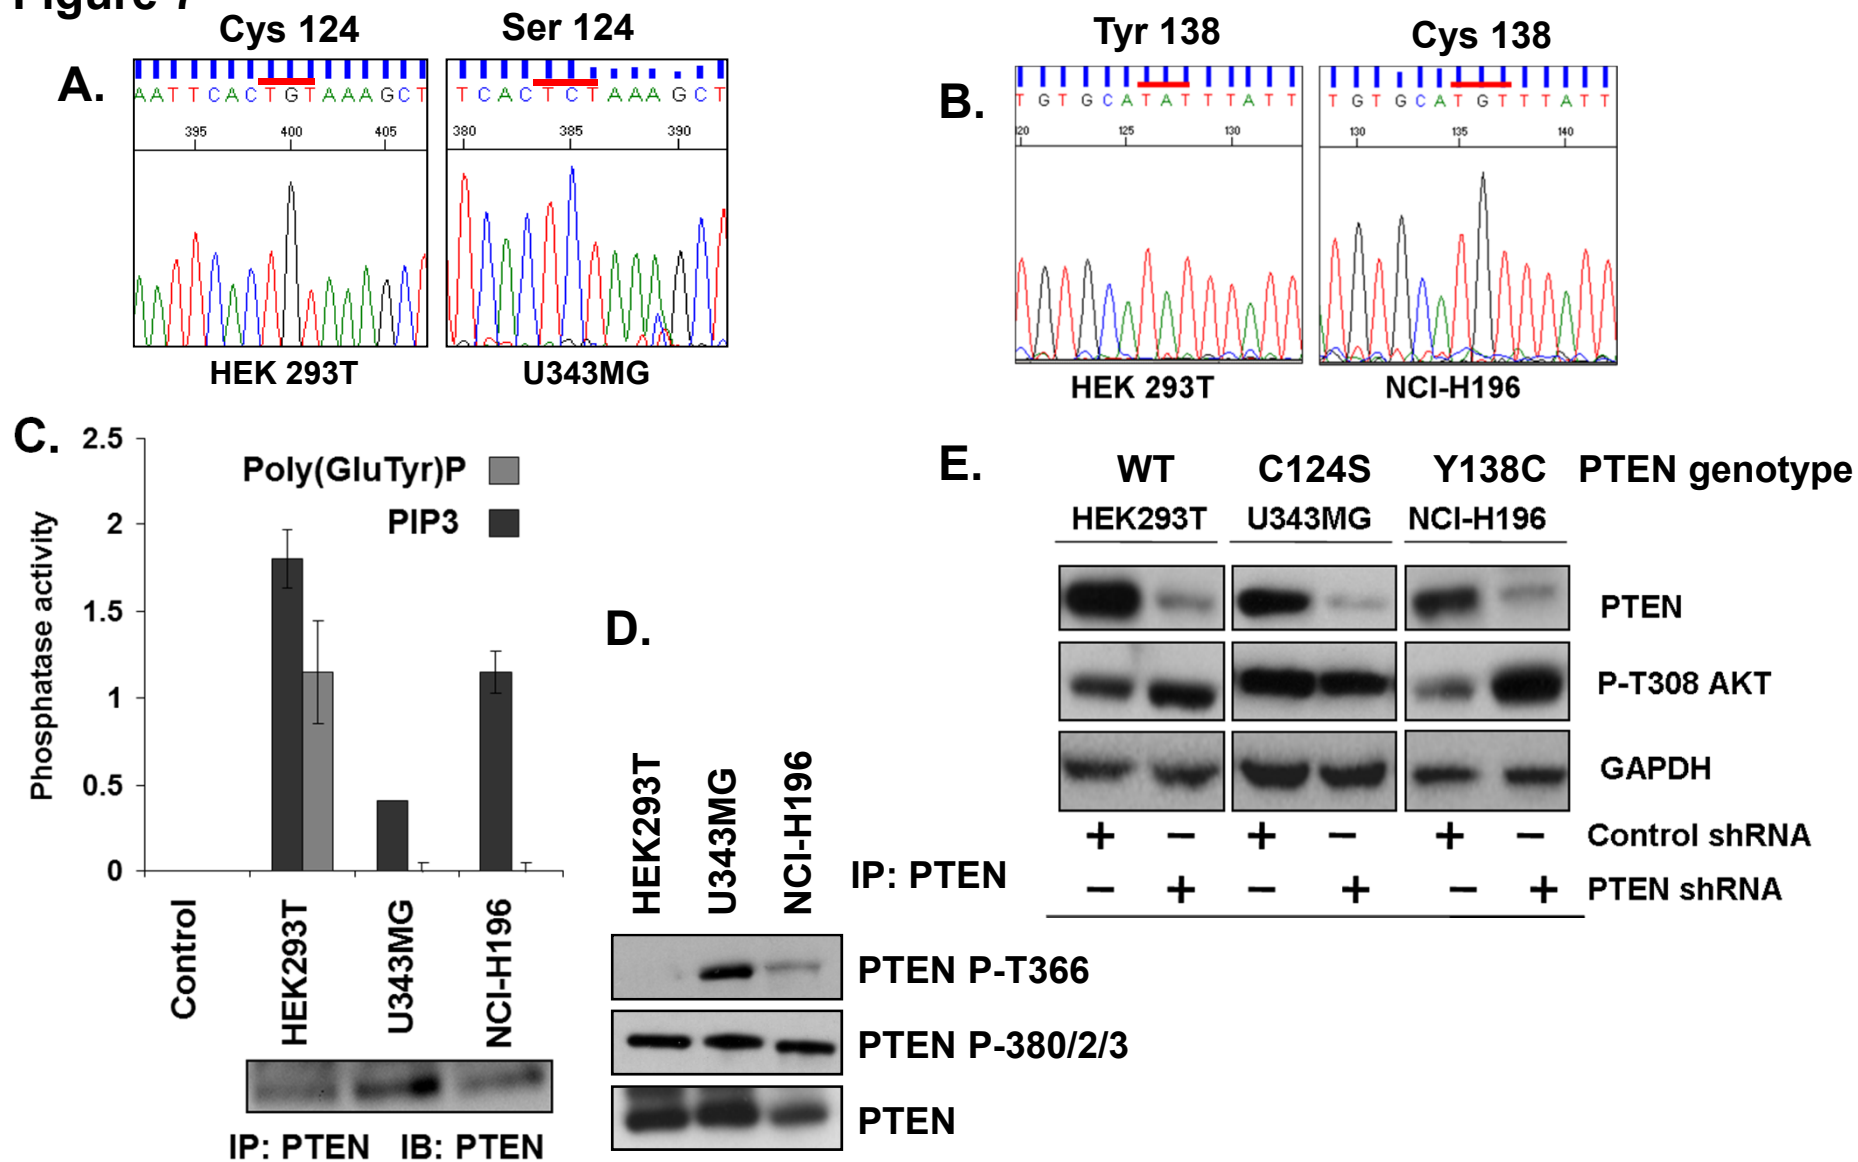 Figure 7
A.
Cys 124
A A T T C A C T G T A A A G C T
395 400 405
HEK 293T
Ser 124
T C A C T C T A A A G C T
380 385 390
U343MG
B.
Tyr 138
T G T G C A T A T T T A T T
120 125 130
HEK 293T
Cys 138
T G T G C A T G T T T A T T
130 135 140
NCI-H196
C.
Phosphatase activity
2.5
2
1.5
1
0.5
0
Poly(GluTyr)P
PIP3
Control
HEK293T
U343MG
NCI-H196
IP: PTEN IB: PTEN
D.
HEK293T
U343MG
NCI-H196
IP: PTEN
PTEN P-T366
PTEN P-380/2/3
PTEN
E.
WT C124S Y138C PTEN genotype
HEK293T U343MG NCI-H196
PTEN
P-T308 AKT
GAPDH
+ − + − + − Control shRNA
− + − + − + PTEN shRNA